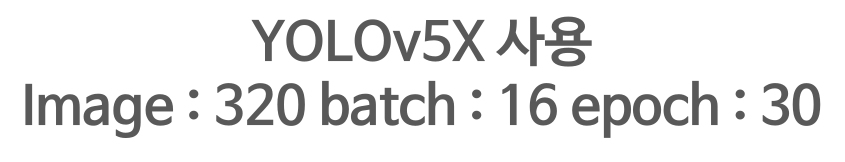 YOLOv5X 사용
Image : 320 batch : 16 epoch : 30